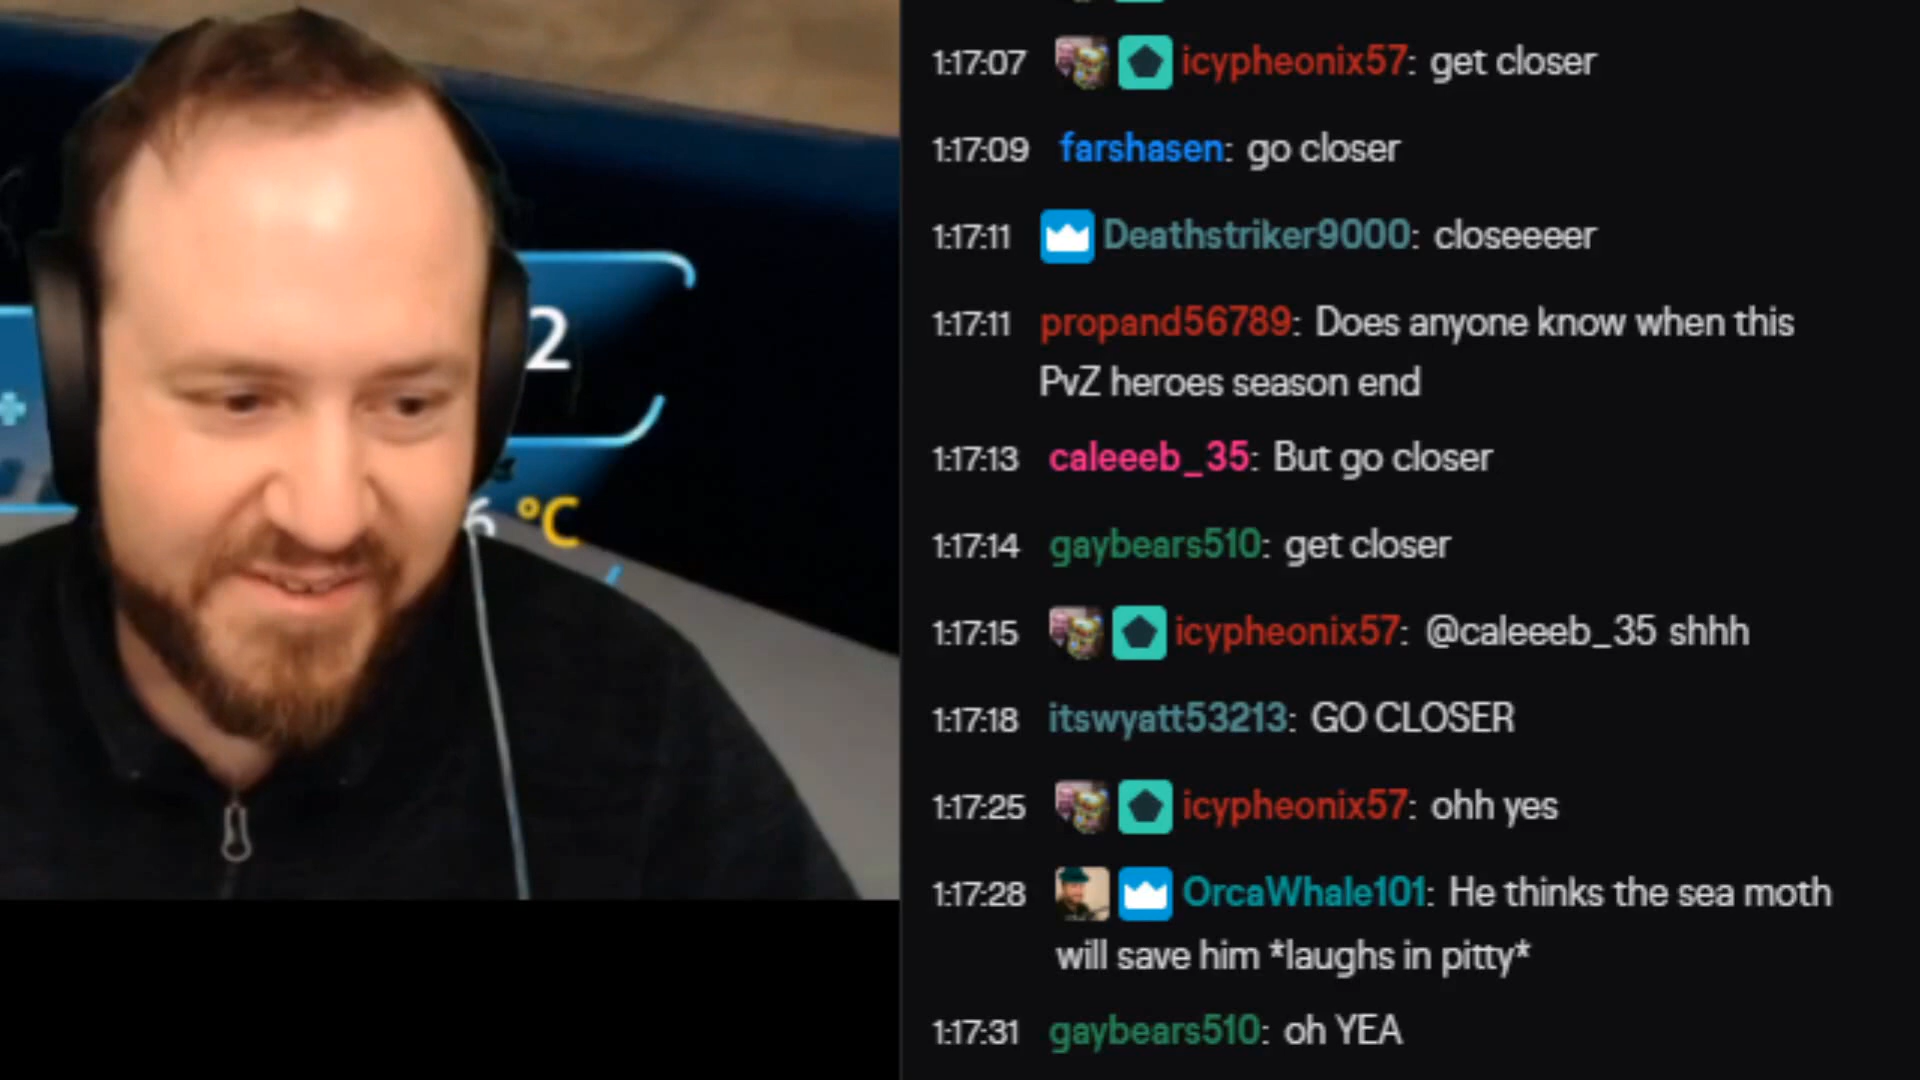 2
6 °C
1:17:07 icypheonix57: get closer
1:17:09 farshasen: go closer
1:17:11 Deathstriker9000: closeeeer
1:17:11 propand56789: Does anyone know when this
PvZ heroes season end
1:17:13 caleeeb_35: But go closer
1:17:14 gaybears510: get closer
1:17:15 icypheonix57: @caleeeb_35 shhh
1:17:18 itswyatt53213: GO CLOSER
1:17:25 icypheonix57: ohh yes
1:17:28 OrcaWhale101: He thinks the sea moth
will save him *laughs in pitty*
1:17:31 gaybears510: oh YEA